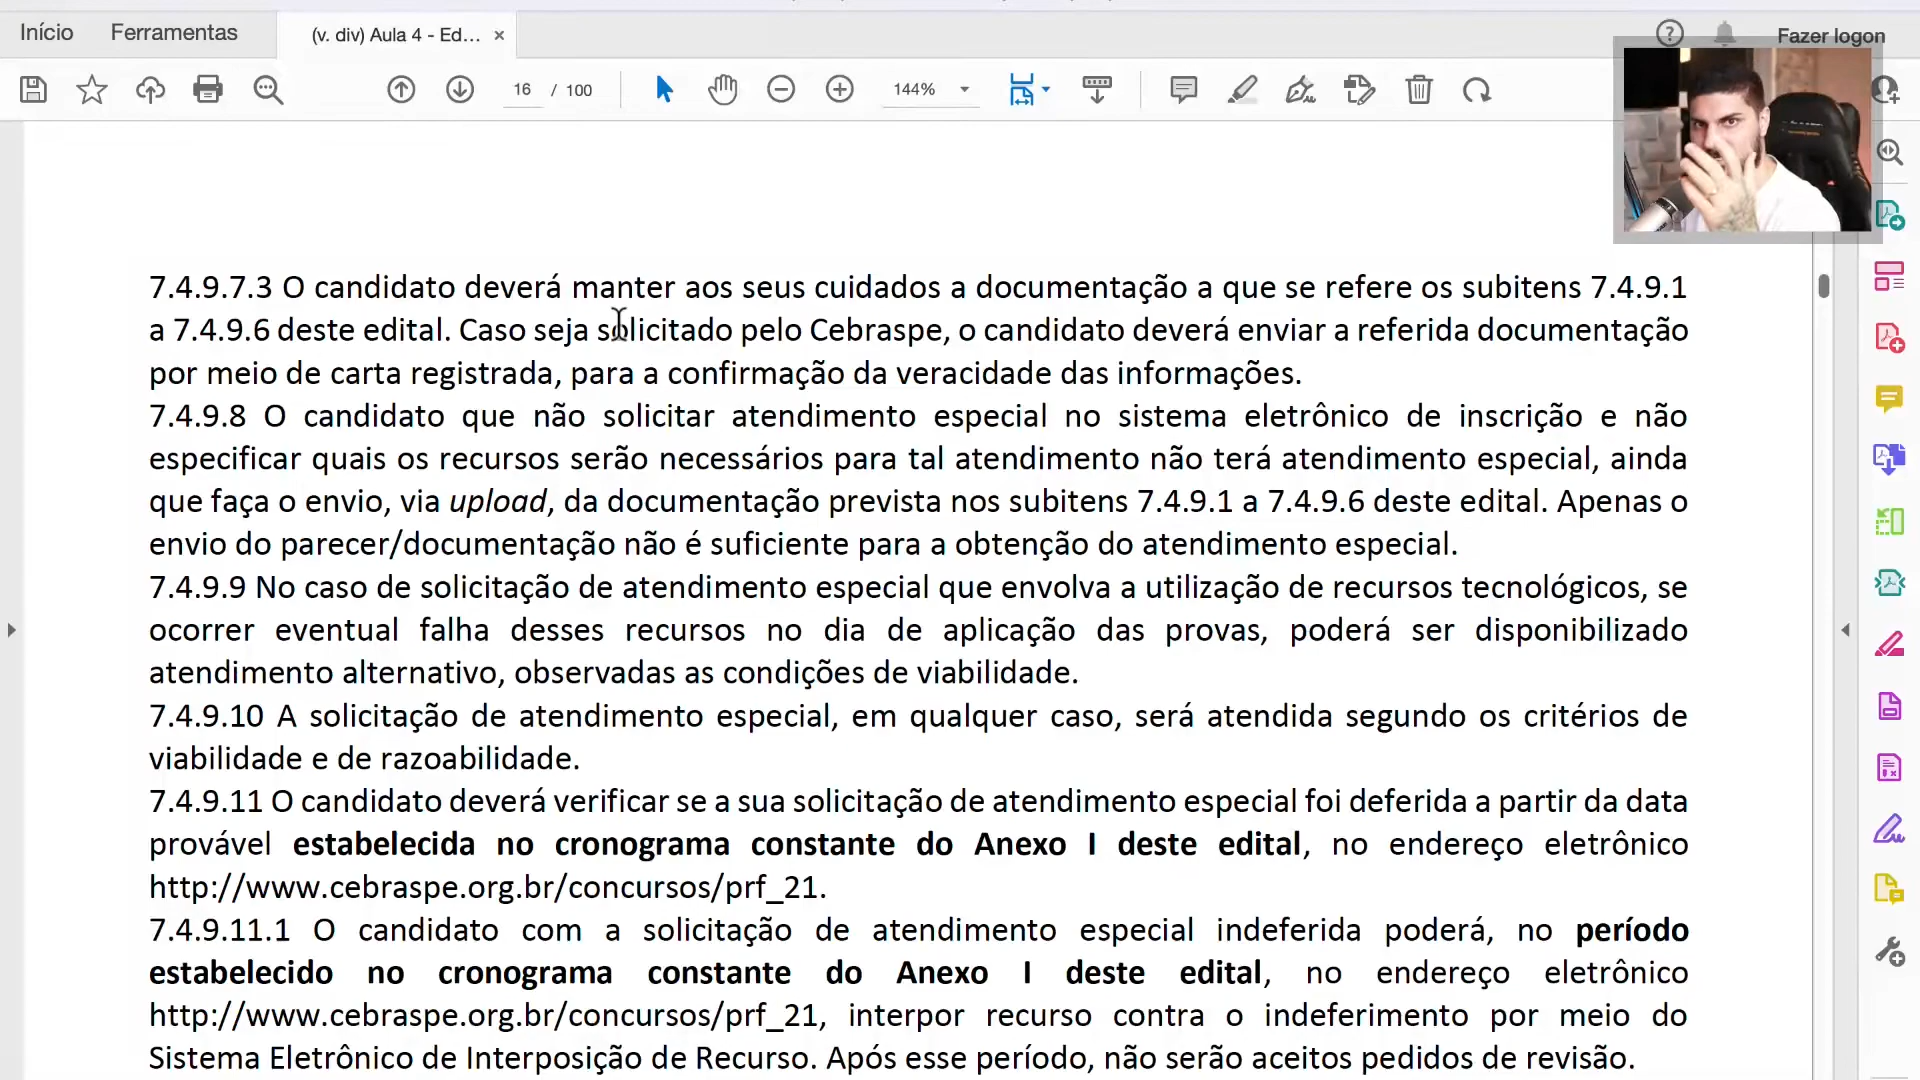 Início
Ferramentas
(v. div) Aula 4 - Ed...
Fazer logon
16 / 100
144%
7.4.9.7.3 O candidato deverá manter aos seus cuidados a documentação a que se refere os subitens 7.4.9.1
a 7.4.9.6 deste edital. Caso seja solicitado pelo Cebraspe, o candidato deverá enviar a referida documentação
por meio de carta registrada, para a confirmação da veracidade das informações.
7.4.9.8 O candidato que não solicitar atendimento especial no sistema eletrônico de inscrição e não
especificar quais os recursos serão necessários para tal atendimento não terá atendimento especial, ainda
que faça o envio, via upload, da documentação prevista nos subitens 7.4.9.1 a 7.4.9.6 deste edital. Apenas o
envio do parecer/documentação não é suficiente para a obtenção do atendimento especial.
7.4.9.9 No caso de solicitação de atendimento especial que envolva a utilização de recursos tecnológicos, se
ocorrer eventual falha desses recursos no dia de aplicação das provas, poderá ser disponibilizado
atendimento alternativo, observadas as condições de viabilidade.
7.4.9.10 A solicitação de atendimento especial, em qualquer caso, será atendida segundo os critérios de
viabilidade e de razoabilidade.
7.4.9.11 O candidato deverá verificar se a sua solicitação de atendimento especial foi deferida a partir da data
provável estabelecida no cronograma constante do Anexo I deste edital, no endereço eletrônico
http://www.cebraspe.org.br/concursos/prf_21.
7.4.9.11.1 O candidato com a solicitação de atendimento especial indeferida poderá, no período
estabelecido no cronograma constante do Anexo I deste edital, no endereço eletrônico
http://www.cebraspe.org.br/concursos/prf_21, interpor recurso contra o indeferimento por meio do
Sistema Eletrônico de Interposição de Recurso. Após esse período, não serão aceitos pedidos de revisão.